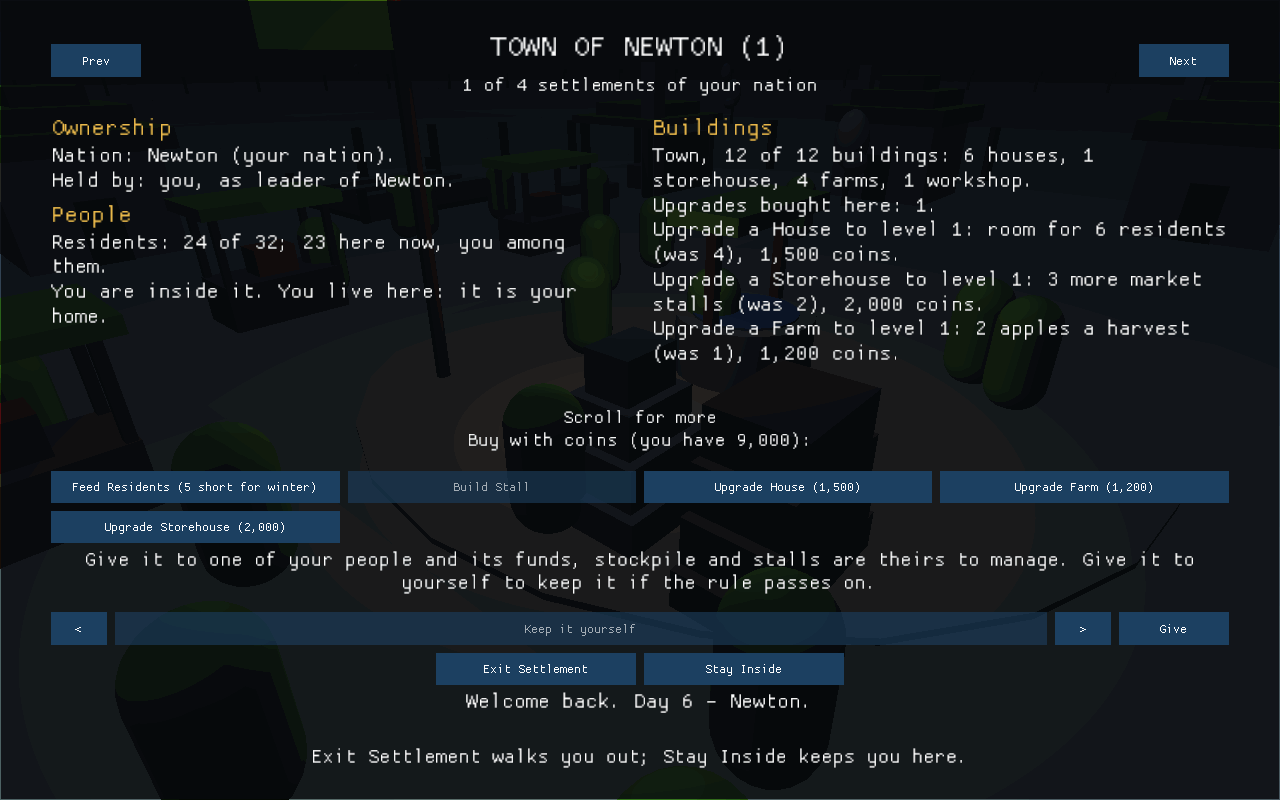 TOWN OF NEWTON (1)
Prev
Next
1 of 4 settlements of your nation
Ownership
Nation: Newton (your nation).
Held by: you, as leader of Newton.
People
Residents: 24 of 32; 23 here now, you among
them.
You are inside it. You live here: it is your
home.
Buildings
Town, 12 of 12 buildings: 6 houses, 1
storehouse, 4 farms, 1 workshop.
Upgrades bought here: 1.
Upgrade a House to level 1: room for 6 residents
(was 4), 1,500 coins.
Upgrade a Storehouse to level 1: 3 more market
stalls (was 2), 2,000 coins.
Upgrade a Farm to level 1: 2 apples a harvest
(was 1), 1,200 coins.
Scroll for more
Buy with coins (you have 9,000):
Feed Residents (5 short for winter)
Build Stall
Upgrade House (1,500)
Upgrade Farm (1,200)
Upgrade Storehouse (2,000)
Give it to one of your people and its funds, stockpile and stalls are theirs to manage. Give it to
yourself to keep it if the rule passes on.
<
Keep it yourself
>
Give
Exit Settlement
Stay Inside
Welcome back. Day 6 - Newton.
Exit Settlement walks you out; Stay Inside keeps you here.